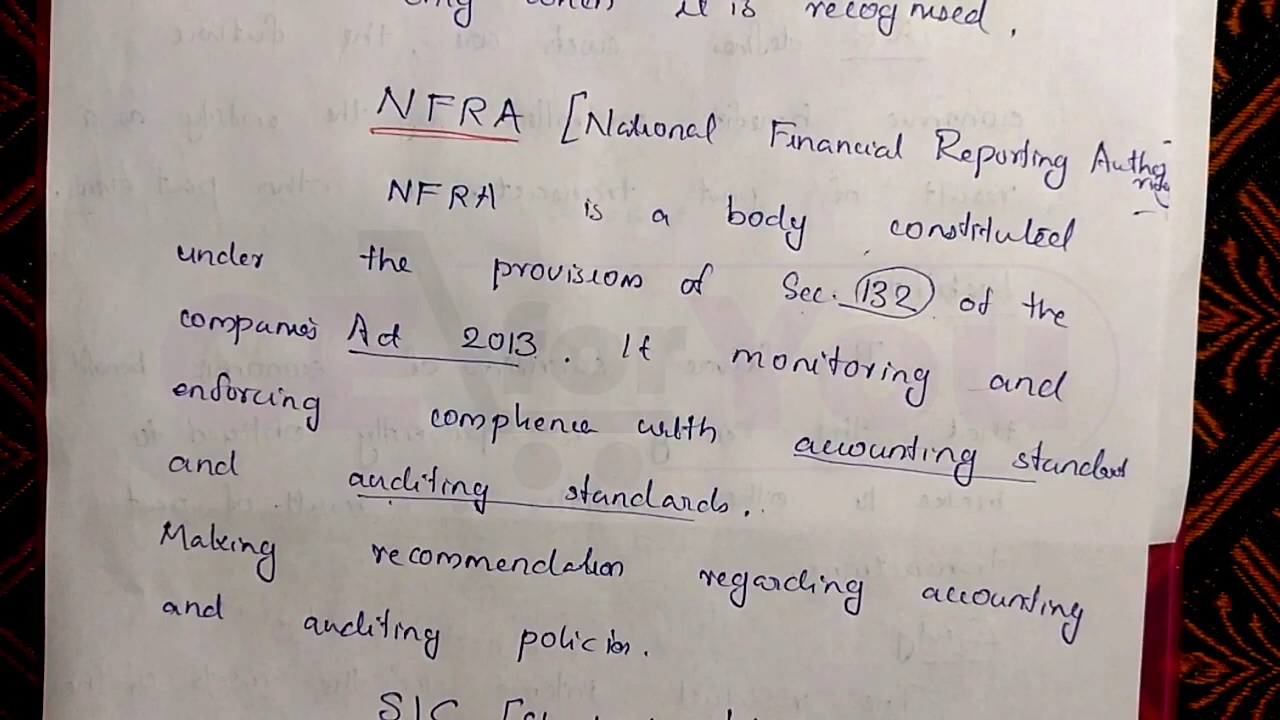 it is recognised.
NFRA [National Financial Reporting Authority
NFRA is a body constituted
under the provision of Sec. 132 of the
companies Act 2013. It monitoring and
enforcing complience with accounting standard
and auditing standards.
Making recommendation regarding accounting
and auditing policies.
SIC